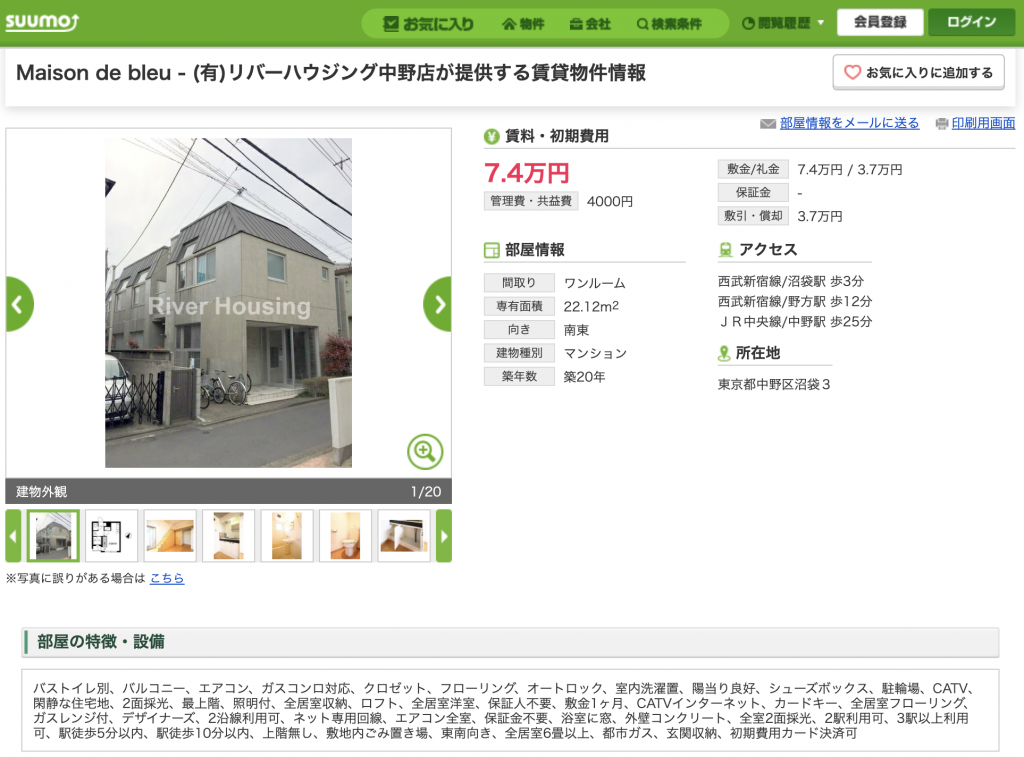 suumo
お気に入り 物件 会社 検索条件 閲覧履歴 会員登録 ログイン
Maison de bleu - (有)リバーハウジング中野店が提供する賃貸物件情報
お気に入りに追加する
部屋情報をメールに送る 印刷用画面
賃料・初期費用
7.4万円
管理費・共益費 4000円
敷金/礼金 7.4万円 / 3.7万円
保証金 -
敷引・償却 3.7万円
部屋情報
間取り ワンルーム
専有面積 22.12m2
向き 南東
建物種別 マンション
築年数 築20年
アクセス
西武新宿線/沼袋駅 歩3分
西武新宿線/野方駅 歩12分
ＪＲ中央線/中野駅 歩25分
所在地
東京都中野区沼袋３
River Housing
建物外観 1/20
※写真に誤りがある場合は こちら
部屋の特徴・設備
バストイレ別、バルコニー、エアコン、ガスコンロ対応、クロゼット、フローリング、オートロック、室内洗濯置、陽当り良好、シューズボックス、駐輪場、CATV、
閑静な住宅地、2面採光、最上階、照明付、全居室収納、ロフト、全居室洋室、保証人不要、敷金1ヶ月、CATVインターネット、カードキー、全居室フローリング、
ガスレンジ付、デザイナーズ、2沿線利用可、ネット専用回線、エアコン全室、保証金不要、浴室に窓、外壁コンクリート、全室2面採光、2駅利用可、3駅以上利用
可、駅徒歩5分以内、駅徒歩10分以内、上階無し、敷地内ごみ置き場、東南向き、全居室6畳以上、都市ガス、玄関収納、初期費用カード決済可